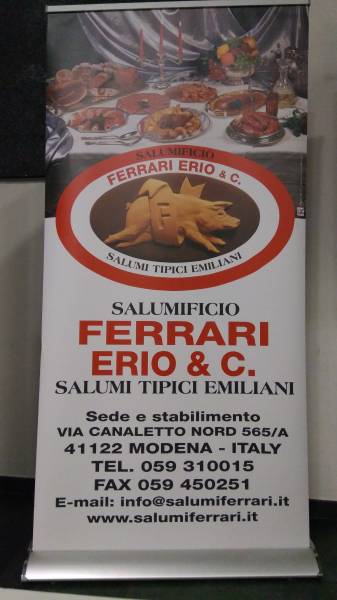 SALUMIFICIO
FERRARI ERIO & C.
F
SALUMI TIPICI EMILIANI
SALUMIFICIO
FERRARI
ERIO & C.
SALUMI TIPICI EMILIANI
Sede e stabilimento
VIA CANALETTO NORD 565/A
41122 MODENA - ITALY
TEL. 059 310015
FAX 059 450251
E-mail: info@salumiferrari.it
www.salumiferrari.it